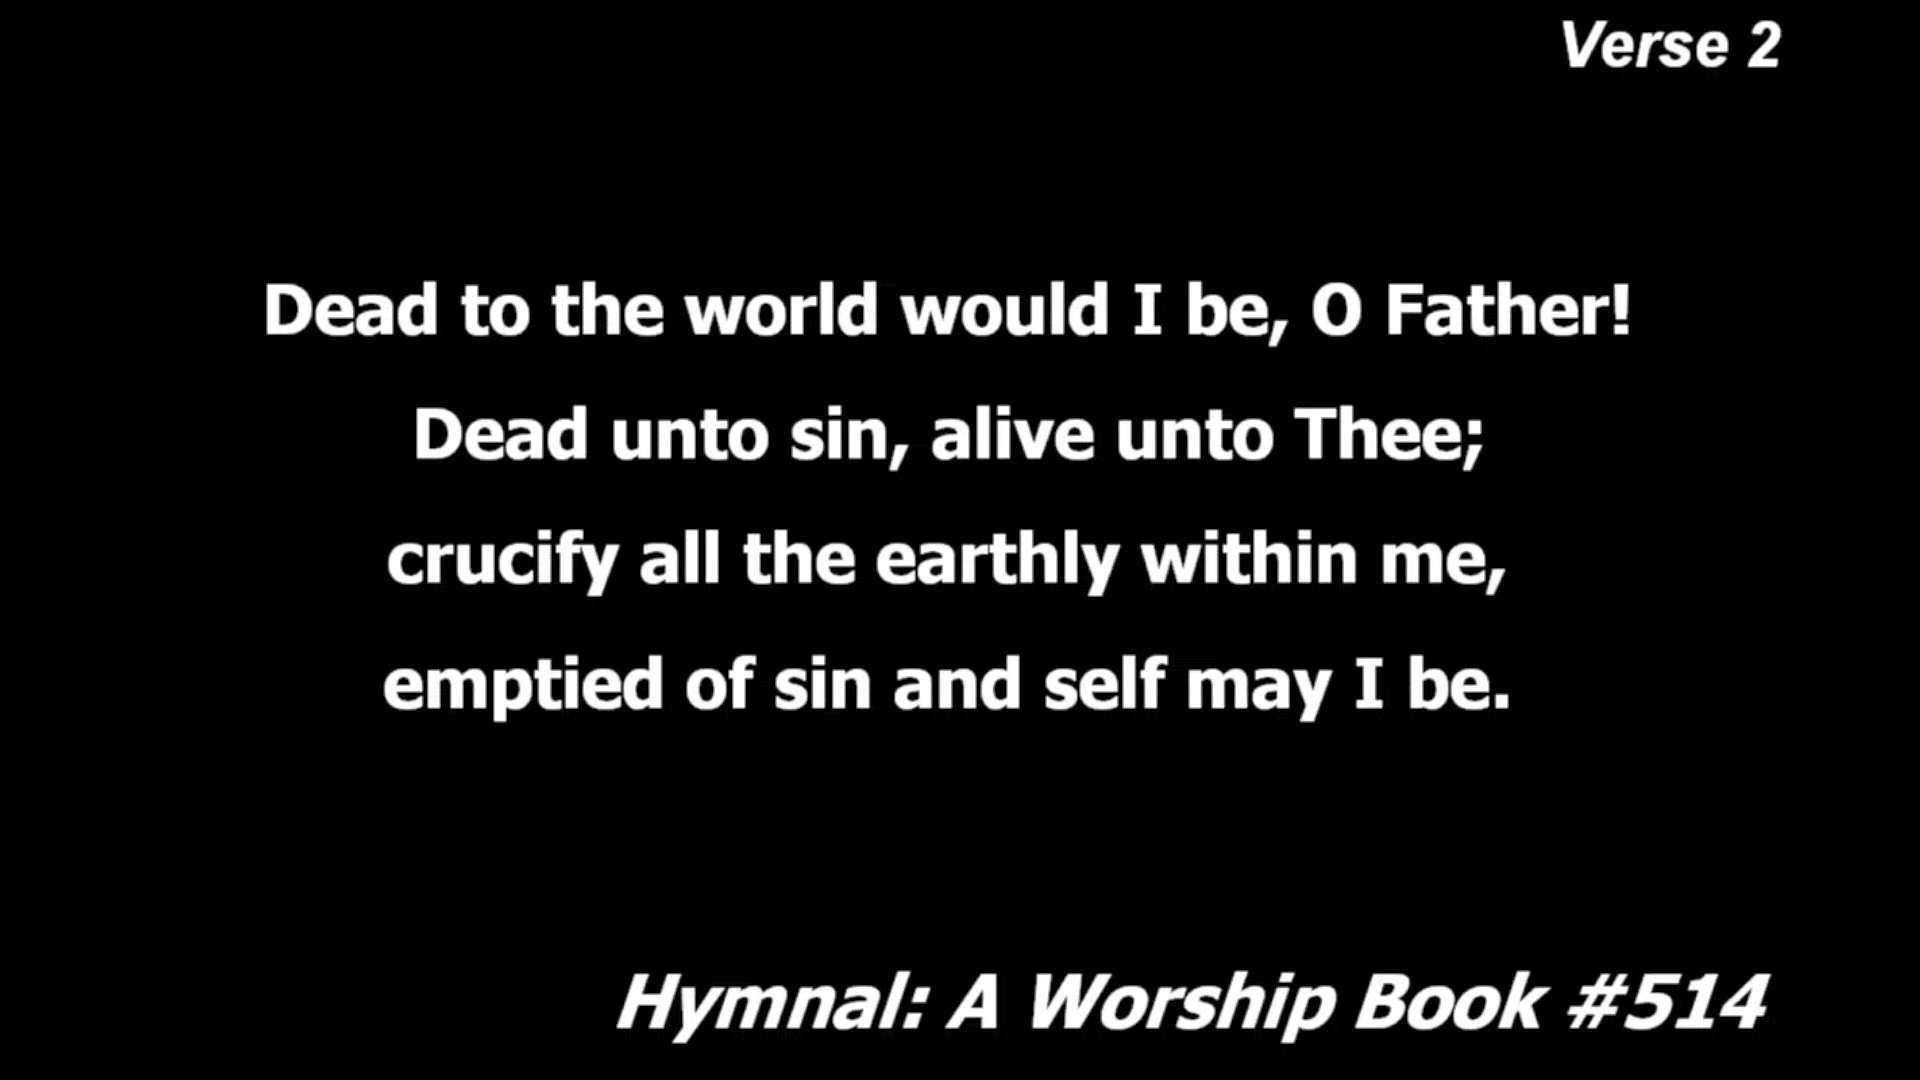 Verse 2
Dead to the world would I be, O Father!
Dead unto sin, alive unto Thee;
crucify all the earthly within me,
emptied of sin and self may I be.
Hymnal: A Worship Book #514